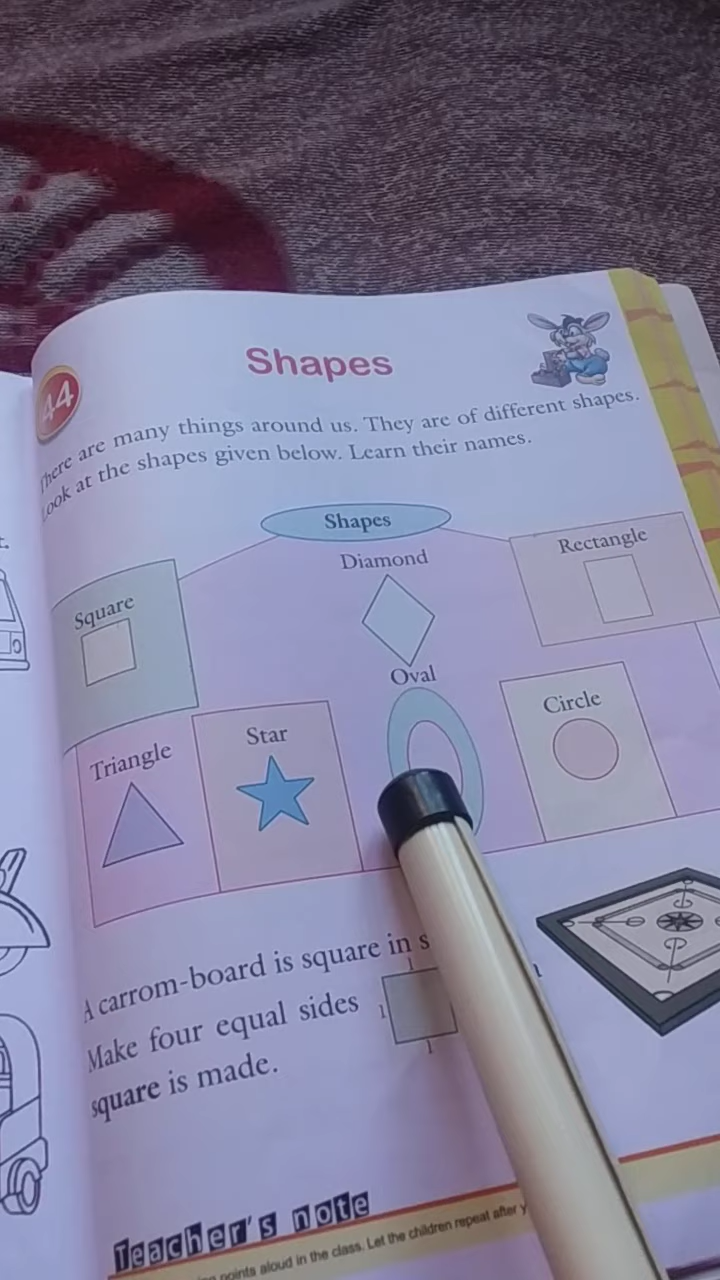 44
Shapes
There are many things around us. They are of different shapes.
Look at the shapes given below. Learn their names.
Shapes
Diamond
Rectangle
Square
Oval
Circle
Star
Triangle
A carrom-board is square in s
Make four equal sides
square is made.
1
1
1
Teacher's note
points aloud in the class. Let the children repeat after